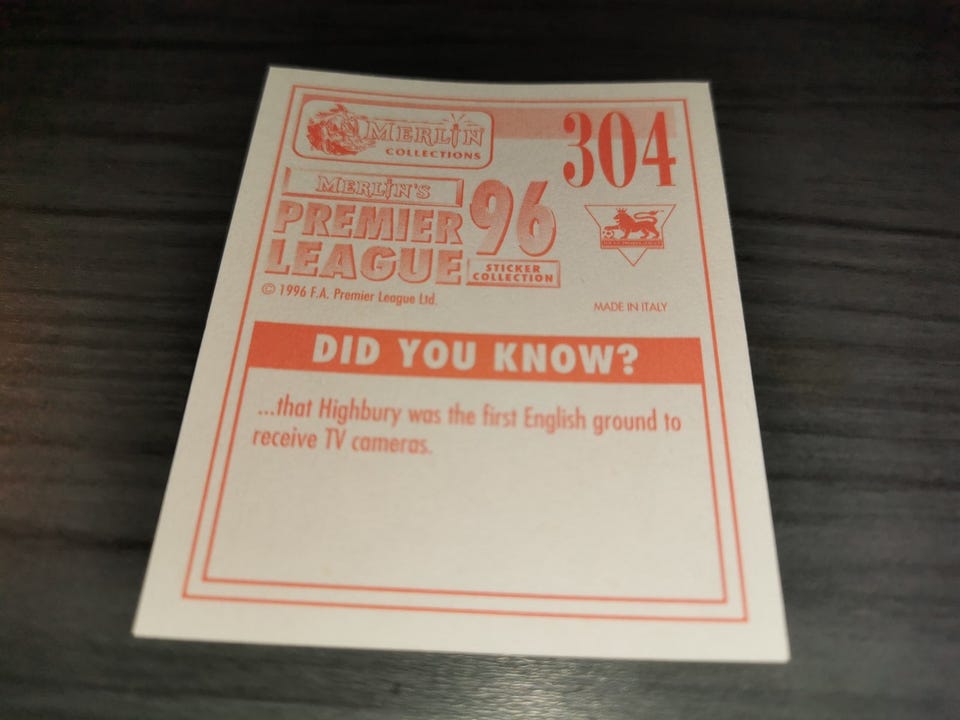 MERLIN
COLLECTIONS
304
MERLIN'S
PREMIER
LEAGUE
96
STICKER
COLLECTION
© 1996 F.A. Premier League Ltd.
MADE IN ITALY
DID YOU KNOW?
...that Highbury was the first English ground to
receive TV cameras.